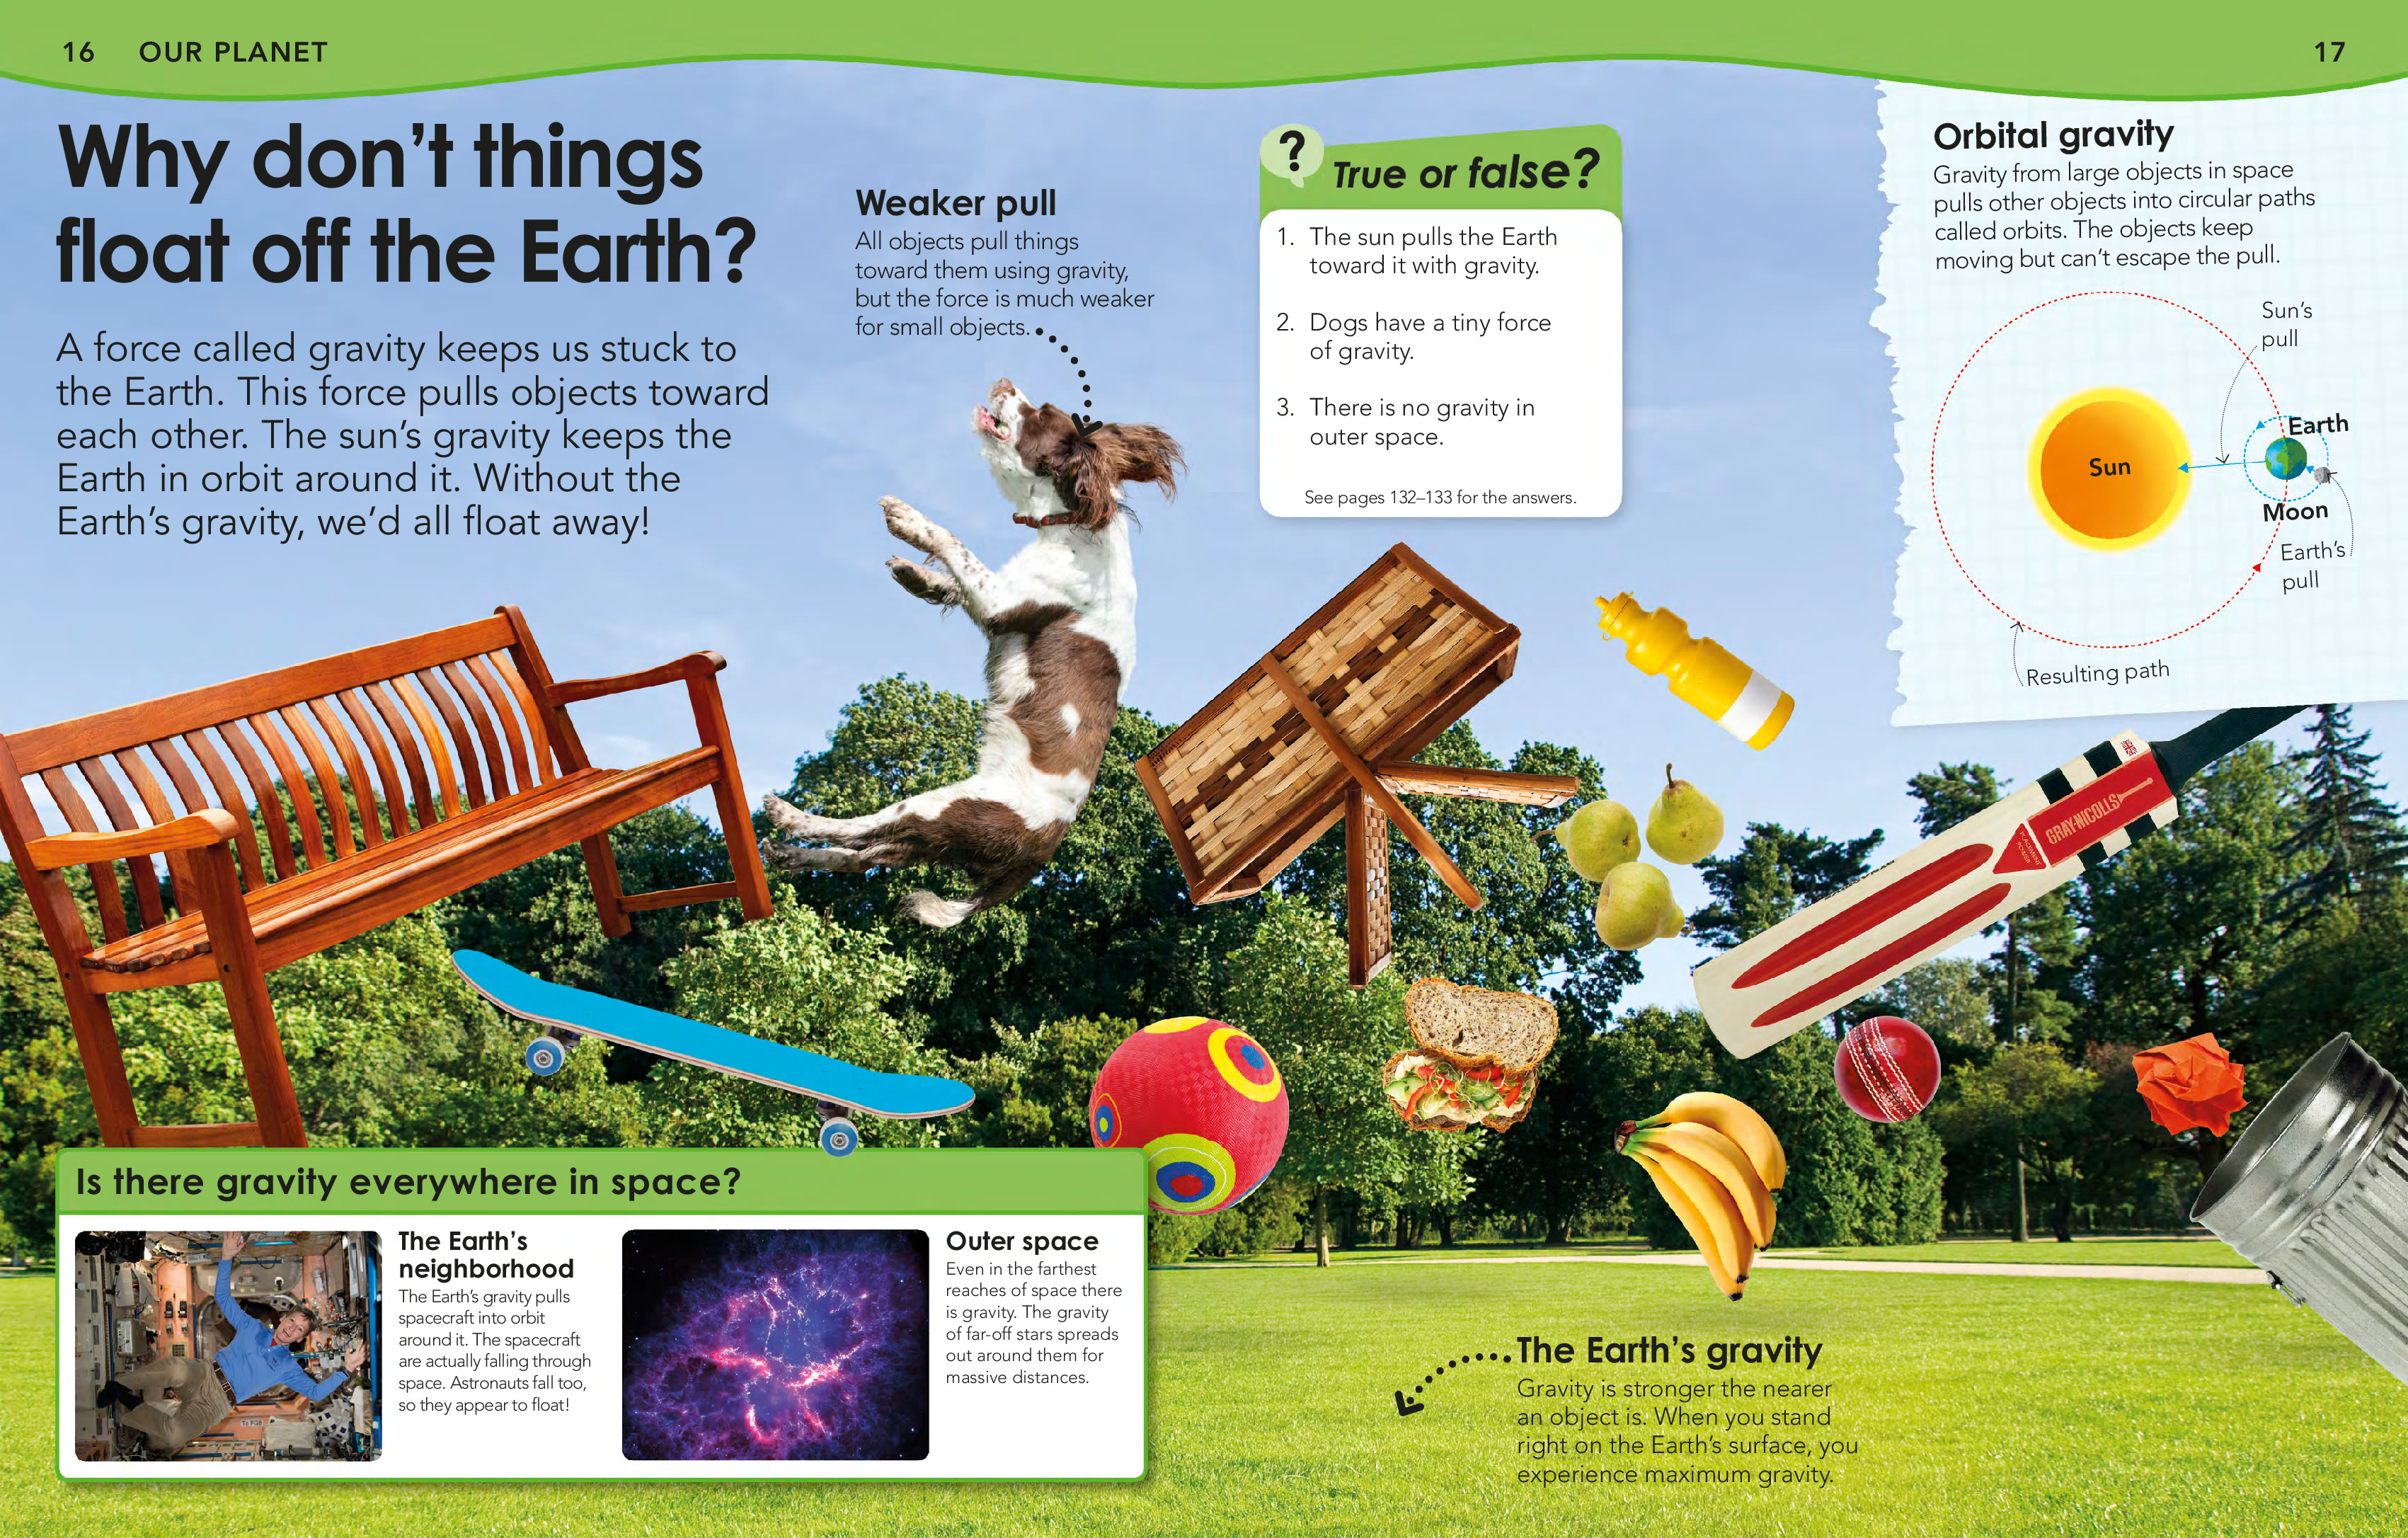 16 OUR PLANET
17
Why don't things
float off the Earth?
A force called gravity keeps us stuck to
the Earth. This force pulls objects toward
each other. The sun's gravity keeps the
Earth in orbit around it. Without the
Earth's gravity, we'd all float away!
Weaker pull
All objects pull things
toward them using gravity,
but the force is much weaker
for small objects.
?
True or false?
1. The sun pulls the Earth
toward it with gravity.
2. Dogs have a tiny force
of gravity.
3. There is no gravity in
outer space.
See pages 132–133 for the answers.
Orbital gravity
Gravity from large objects in space
pulls other objects into circular paths
called orbits. The objects keep
moving but can't escape the pull.
Sun's
pull
Earth
Sun
Moon
Earth's
pull
Resulting path
GRAY-NICOLLS
Is there gravity everywhere in space?
The Earth's
neighborhood
The Earth's gravity pulls
spacecraft into orbit
around it. The spacecraft
are actually falling through
space. Astronauts fall too,
so they appear to float!
To FGB
Outer space
Even in the farthest
reaches of space there
is gravity. The gravity
of far-off stars spreads
out around them for
massive distances.
The Earth's gravity
Gravity is stronger the nearer
an object is. When you stand
right on the Earth's surface, you
experience maximum gravity.